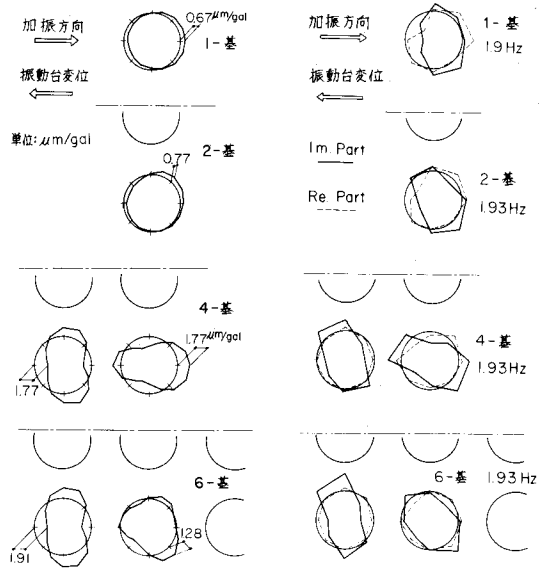 加振方向
0.67μm/gal
1-基
振動台変位
単位:μm/gal
2-基
0.77
4-基
1.77μm/gal
1.77
6-基
1.91
1.28
加振方向
1-基
1.9Hz
振動台変位
Im. Part
Re. Part
2-基
1.93Hz
4-基
1.93Hz
6-基 1.93Hz